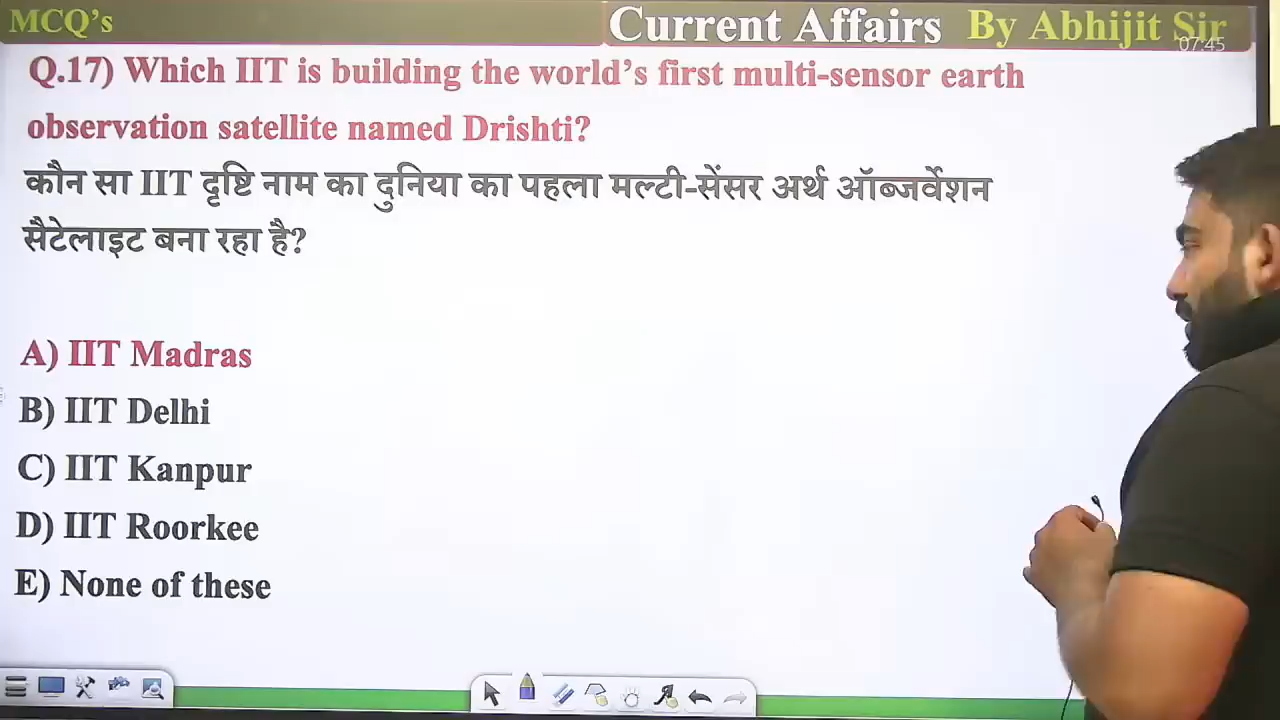 MCQ's
Current Affairs By Abhijit Sir
07:45
Q.17) Which IIT is building the world's first multi-sensor earth
observation satellite named Drishti?
कौन सा IIT दृष्टि नाम का दुनिया का पहला मल्टी-सेंसर अर्थ ऑब्जर्वेशन
सैटेलाइट बना रहा है?
A) IIT Madras
B) IIT Delhi
C) IIT Kanpur
D) IIT Roorkee
E) None of these